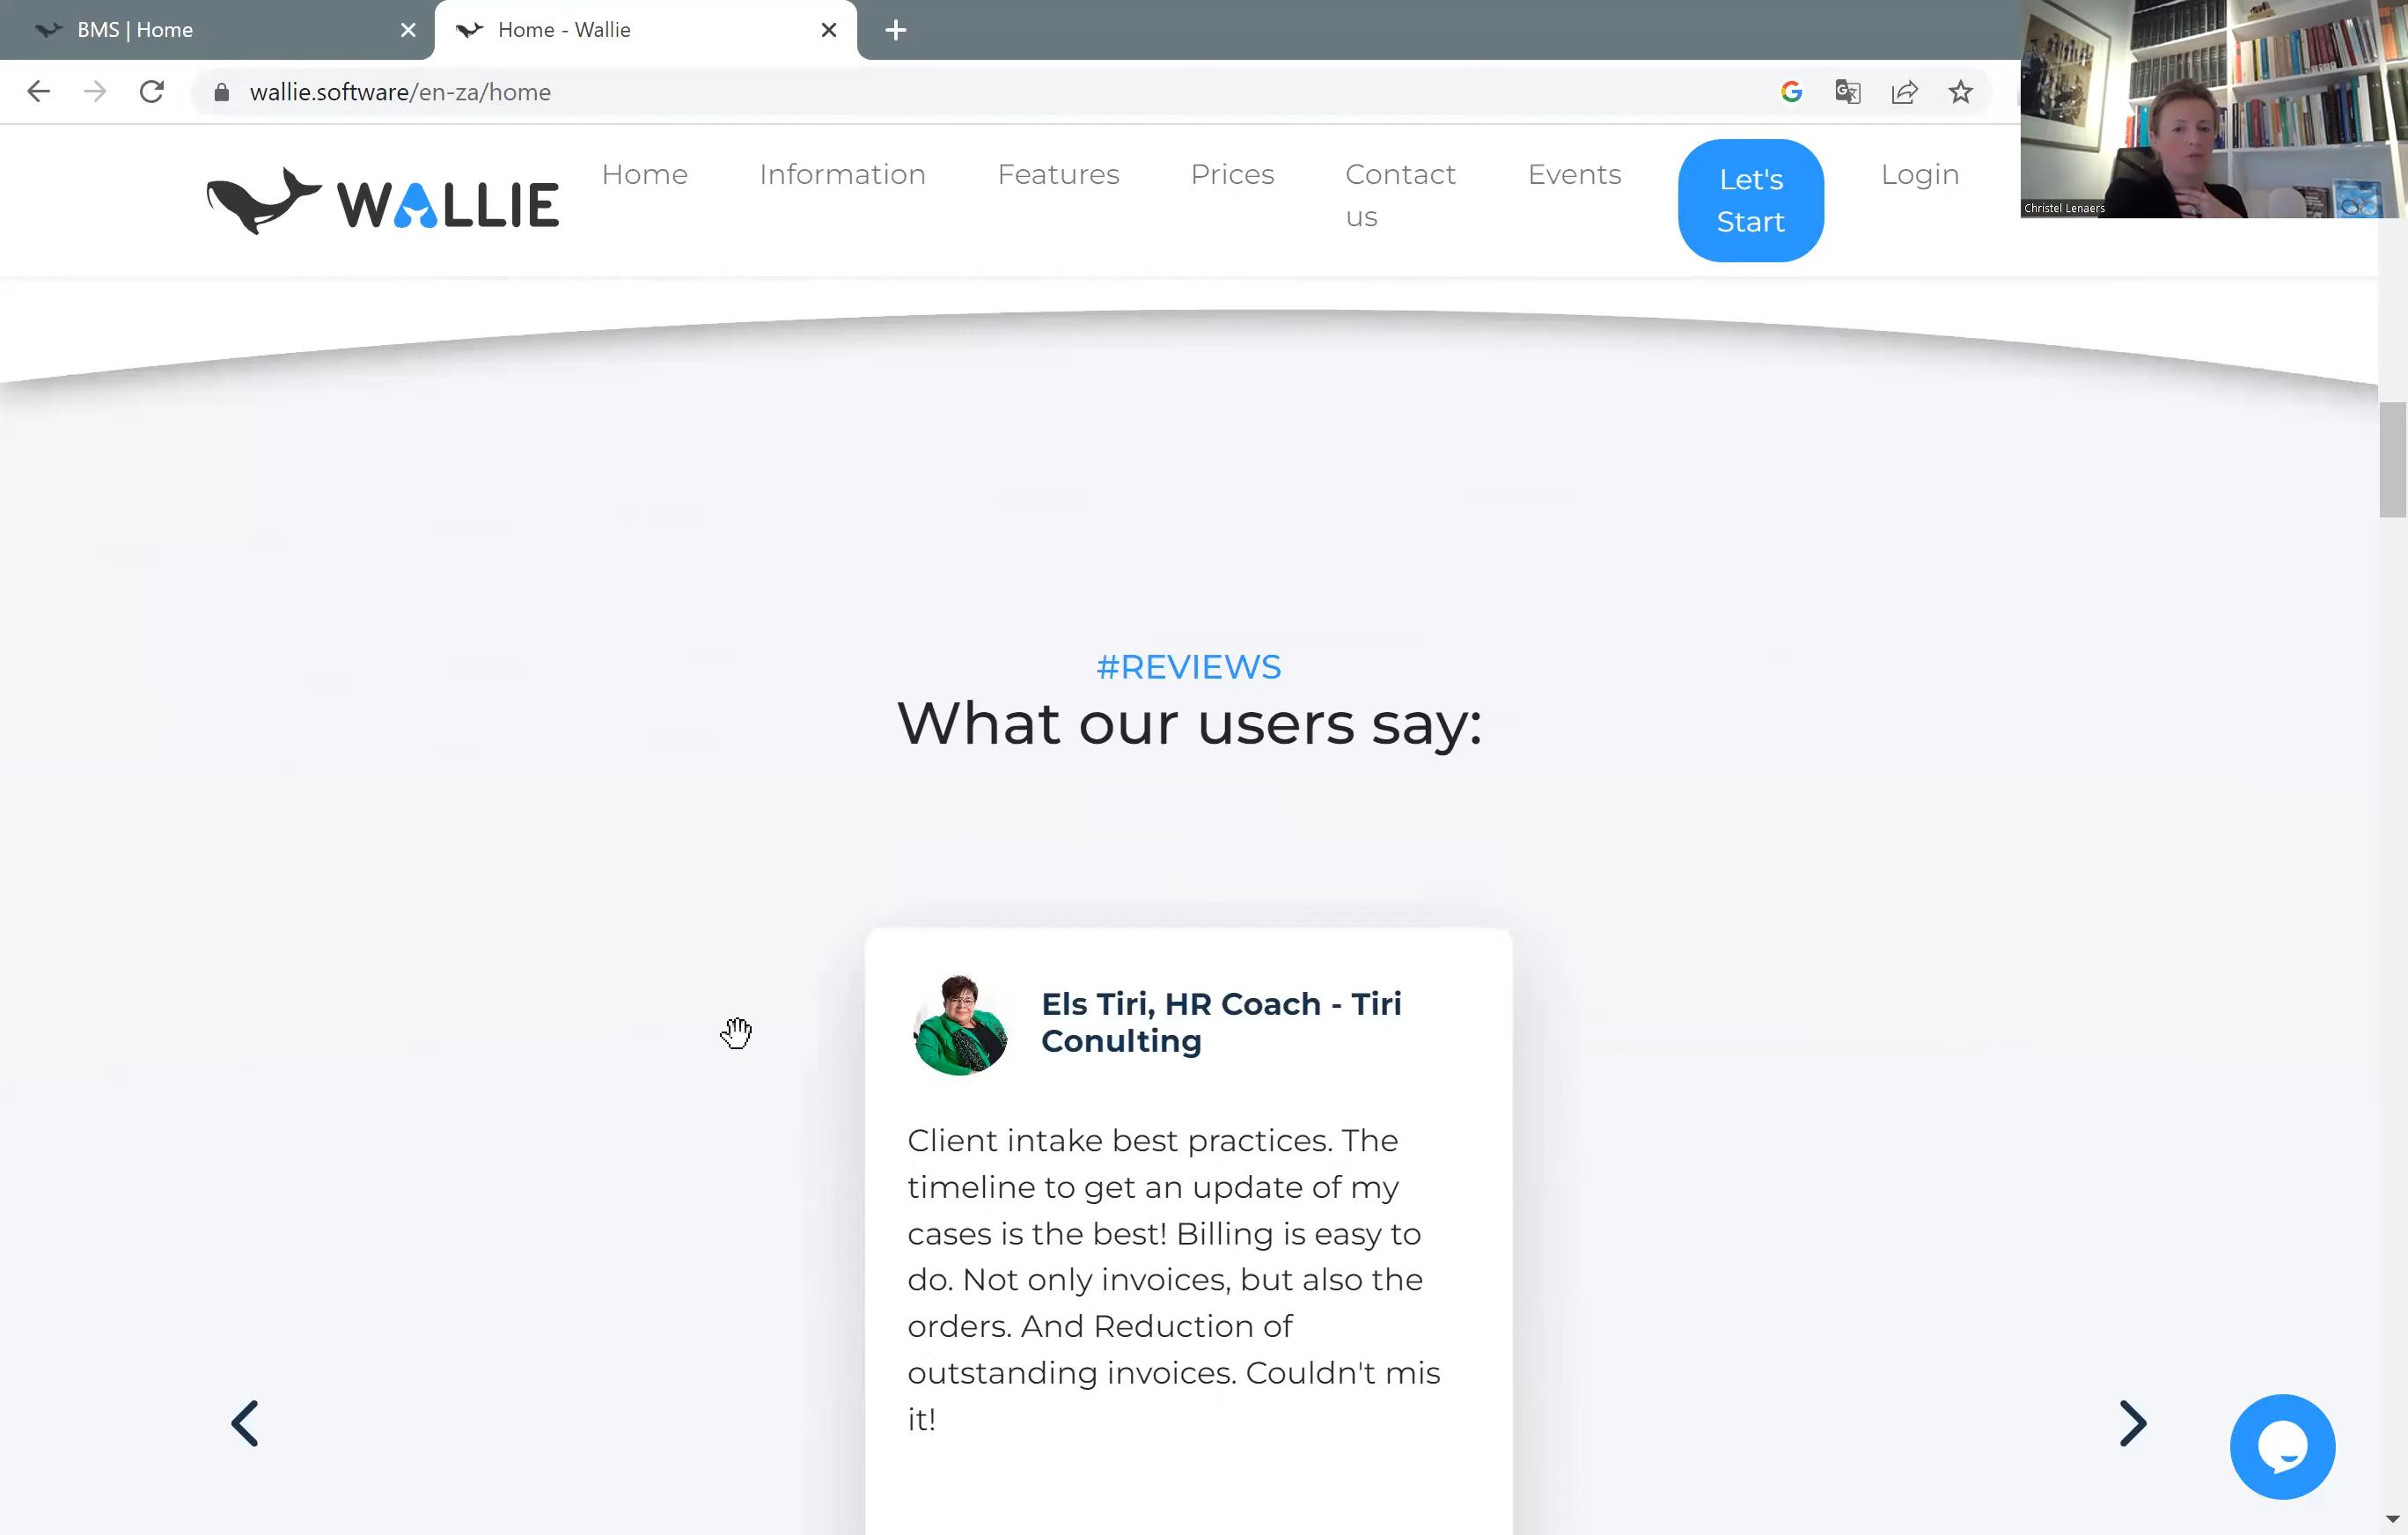 BMS | Home
Home - Wallie
wallie.software/en-za/home
WALLIE
Home
Information
Features
Prices
Contact
us
Events
Let's
Start
Login
Christel Lenaers
#REVIEWS
What our users say:
Els Tiri, HR Coach - Tiri
Conulting
Client intake best practices. The
timeline to get an update of my
cases is the best! Billing is easy to
do. Not only invoices, but also the
orders. And Reduction of
outstanding invoices. Couldn't mis
it!